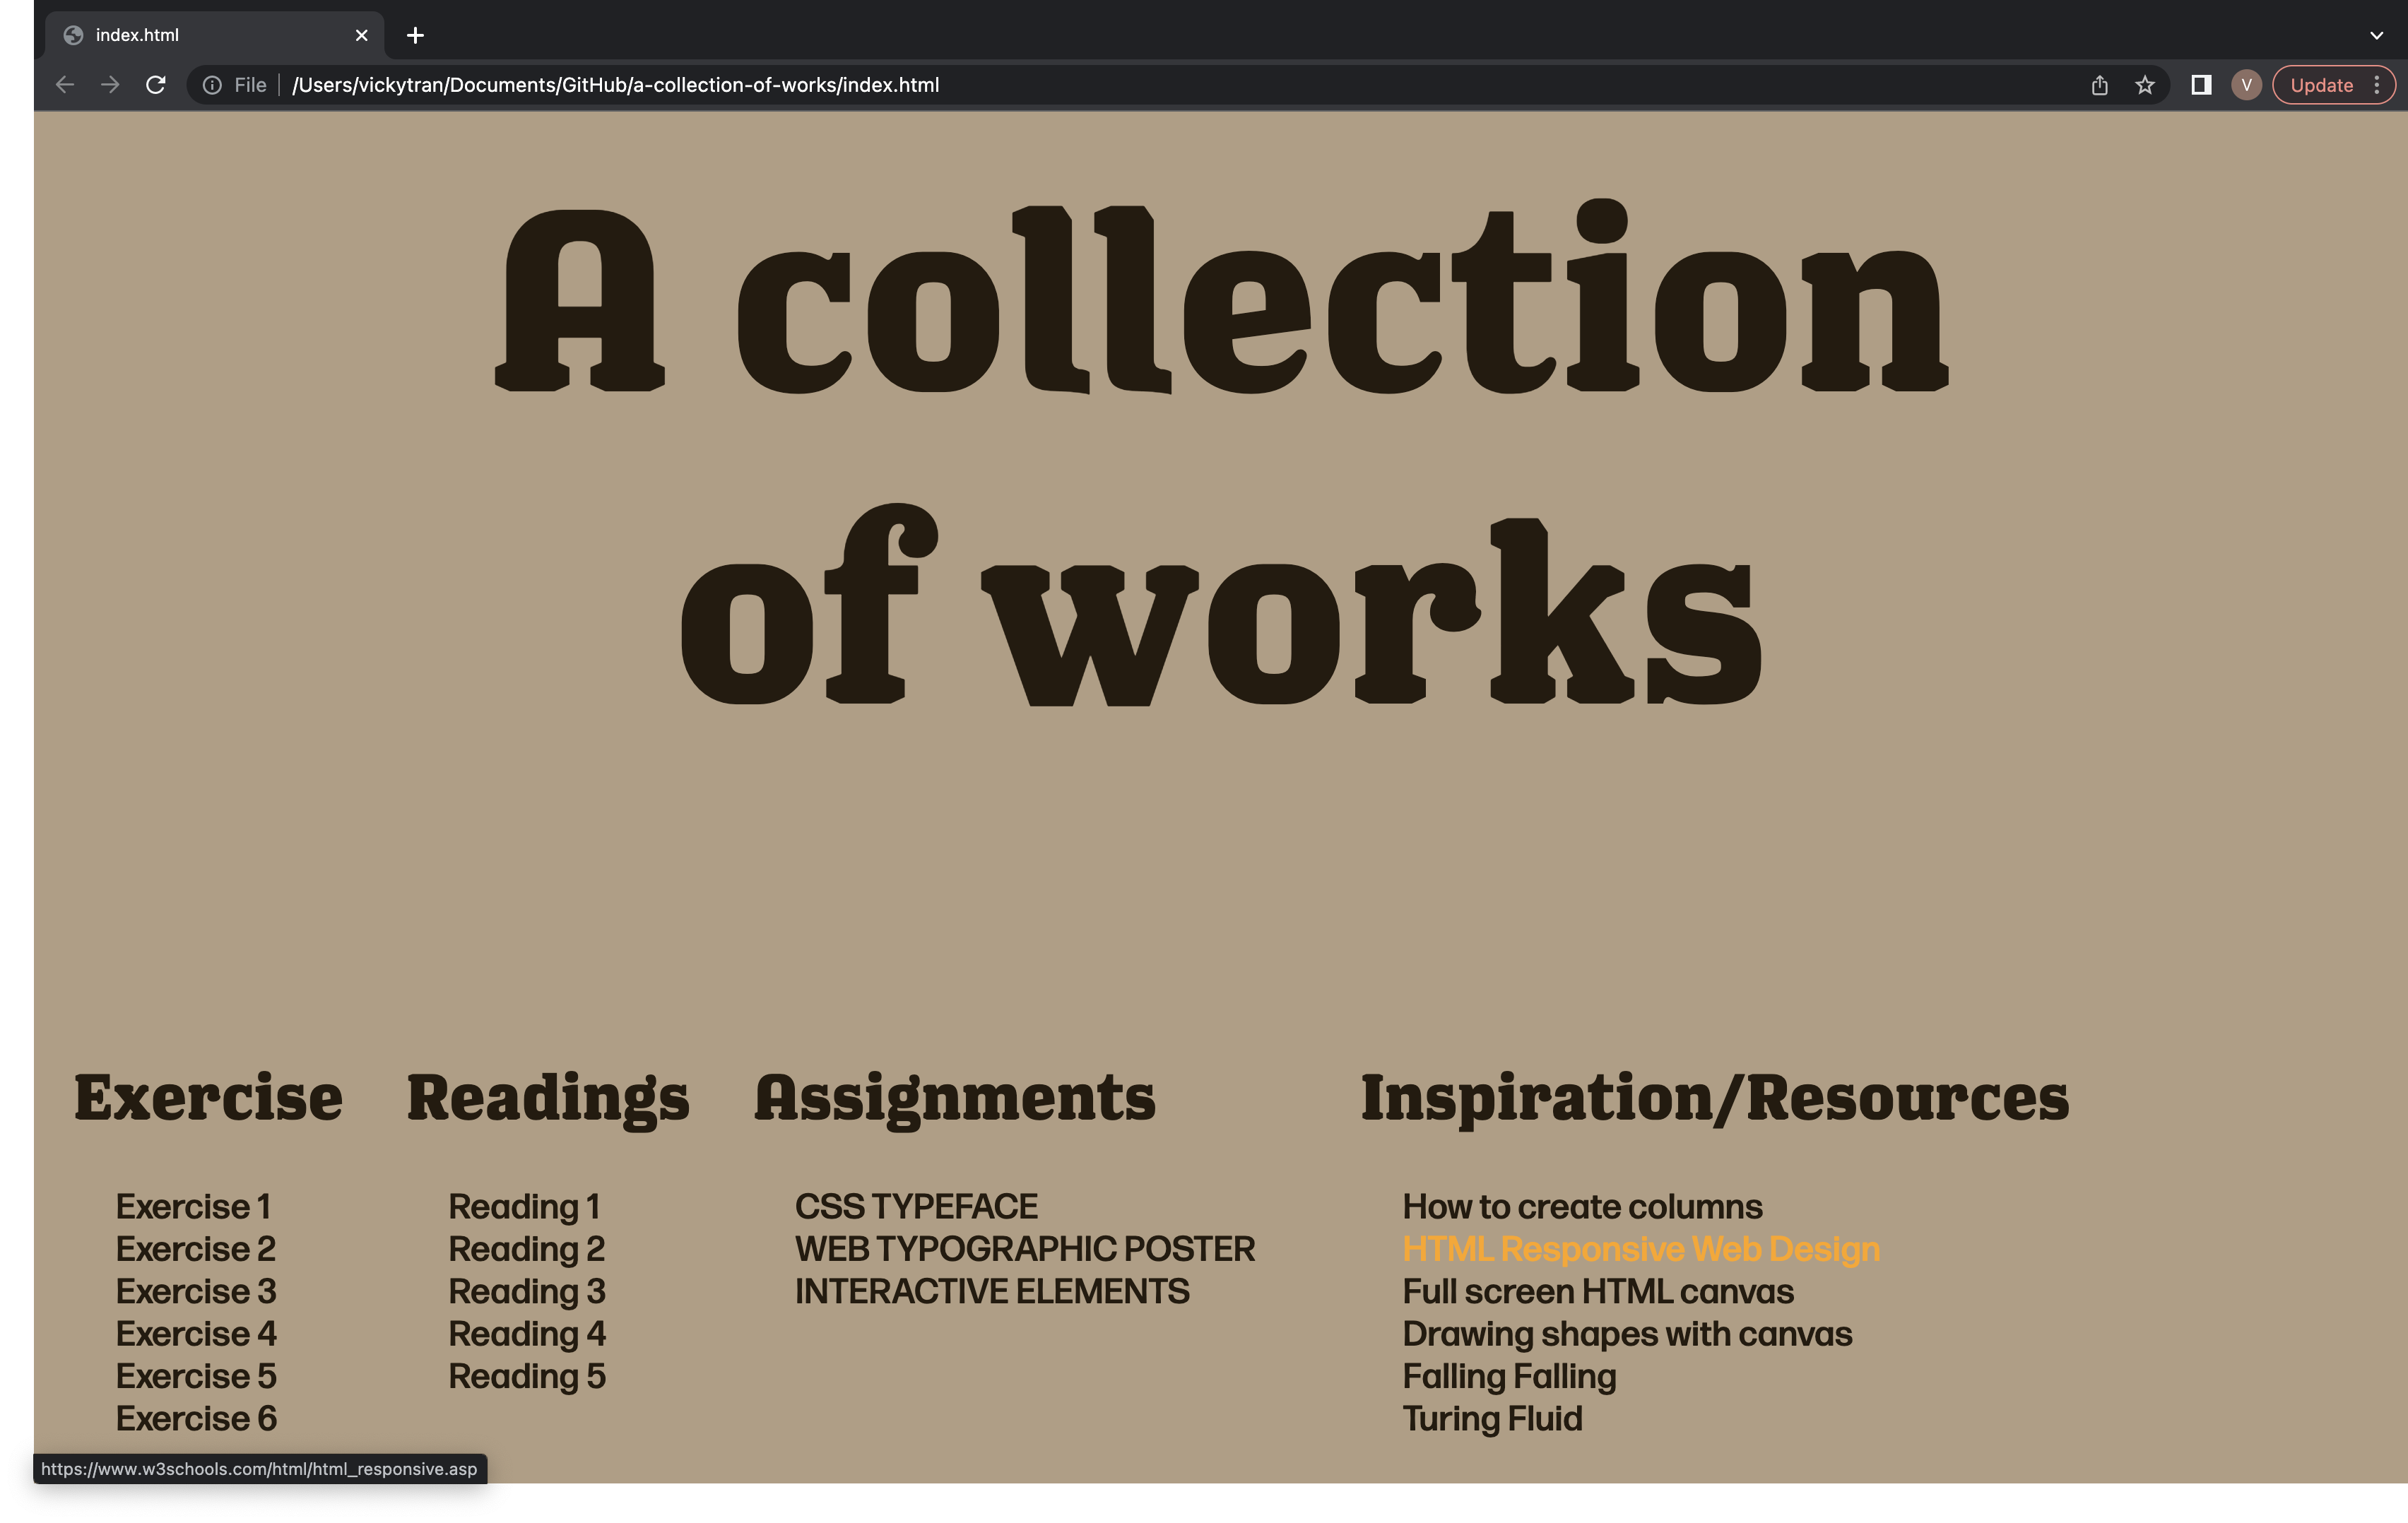 index.html
File /Users/vickytran/Documents/GitHub/a-collection-of-works/index.html
V
Update
A collection
of works
Exercise
Exercise 1
Exercise 2
Exercise 3
Exercise 4
Exercise 5
Exercise 6
Readings
Reading 1
Reading 2
Reading 3
Reading 4
Reading 5
Assignments
CSS TYPEFACE
WEB TYPOGRAPHIC POSTER
INTERACTIVE ELEMENTS
Inspiration/Resources
How to create columns
HTML Responsive Web Design
Full screen HTML canvas
Drawing shapes with canvas
Falling Falling
Turing Fluid
https://www.w3schools.com/html/html_responsive.asp